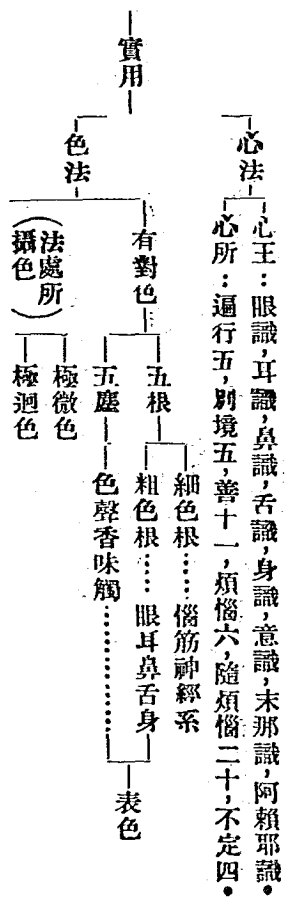 實用
心法
心王：眼識，耳識，鼻識，舌識，身識，意識，末那識，阿賴耶識•
心所：遍行五，別境五，善十一，煩惱六，隨煩惱二十，不定四•
色法
有對色
五根
細色根……惱筋神經系
粗色根……眼耳鼻舌身
五塵
色聲香味觸…………
表色
（法處所
攝色）
極微色
極迥色